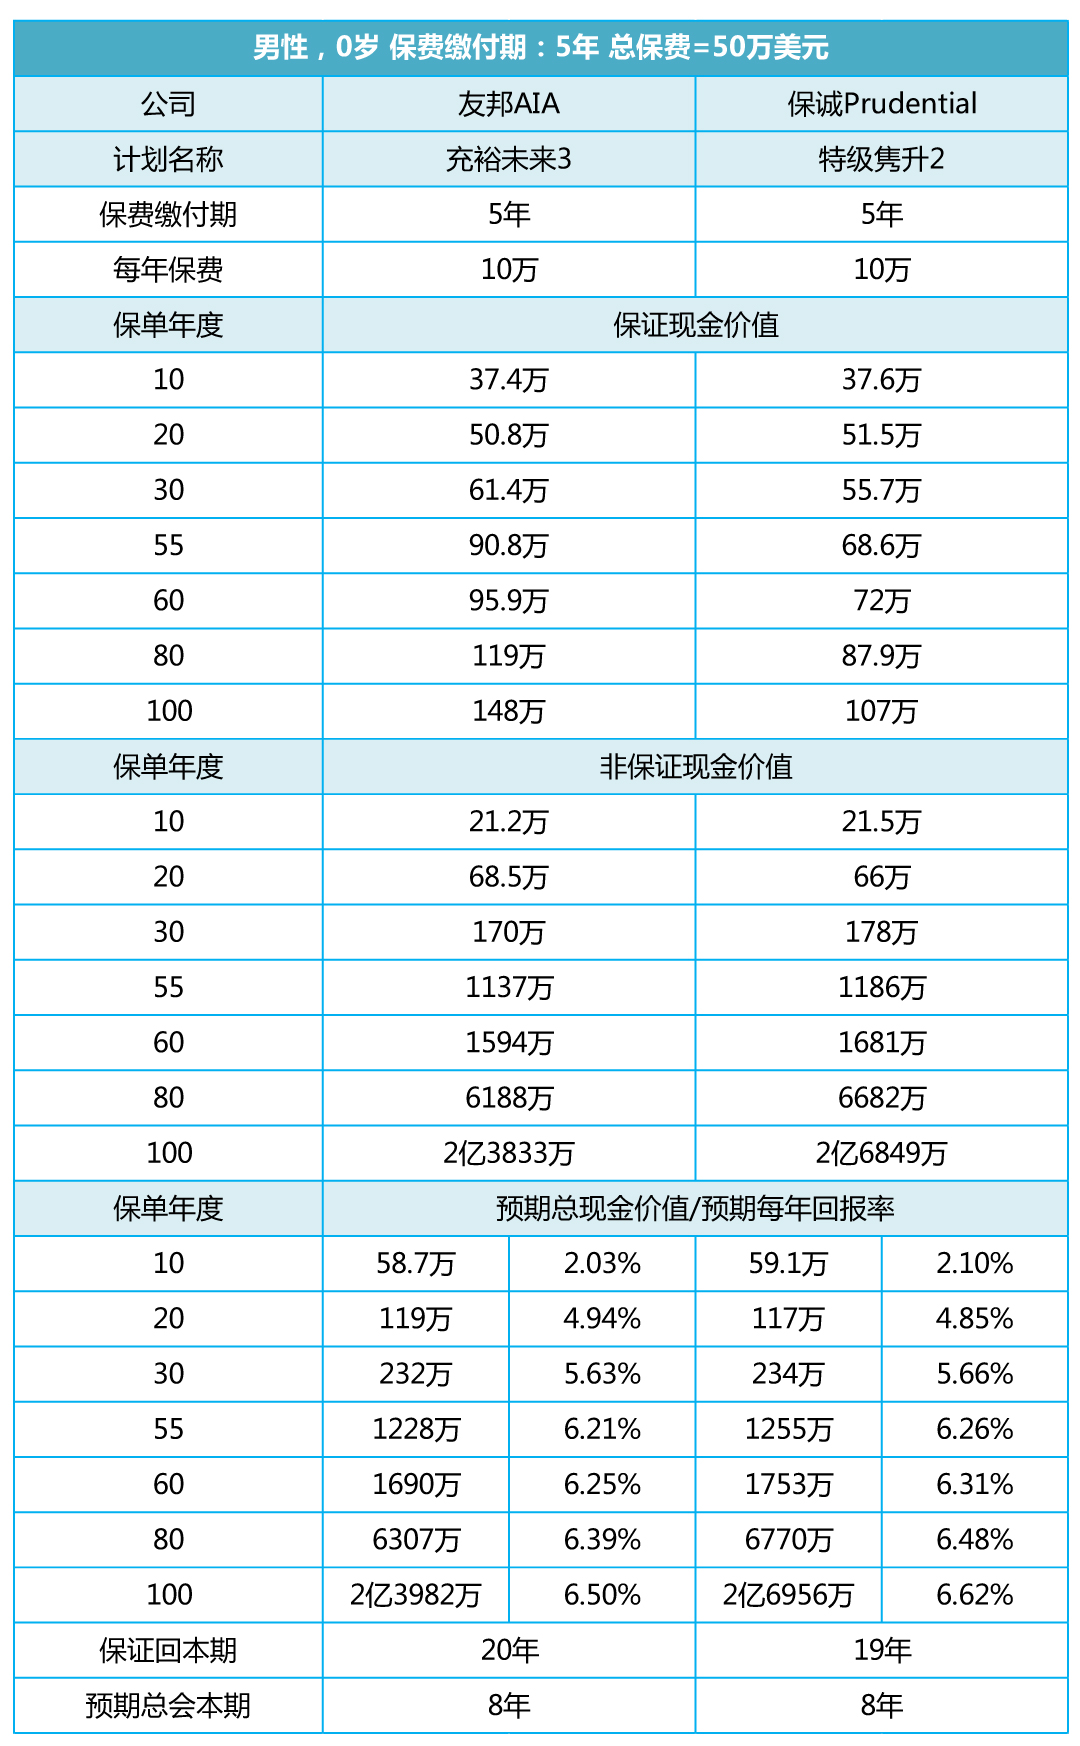 男性，0岁 保费缴付期：5年 总保费=50万美元
公司 友邦AIA 保诚Prudential
计划名称 充裕未来3 特级隽升2
保费缴付期 5年 5年
每年保费 10万 10万
保单年度 保证现金价值
10 37.4万 37.6万
20 50.8万 51.5万
30 61.4万 55.7万
55 90.8万 68.6万
60 95.9万 72万
80 119万 87.9万
100 148万 107万
保单年度 非保证现金价值
10 21.2万 21.5万
20 68.5万 66万
30 170万 178万
55 1137万 1186万
60 1594万 1681万
80 6188万 6682万
100 2亿3833万 2亿6849万
保单年度 预期总现金价值/预期每年回报率
10 58.7万 2.03% 59.1万 2.10%
20 119万 4.94% 117万 4.85%
30 232万 5.63% 234万 5.66%
55 1228万 6.21% 1255万 6.26%
60 1690万 6.25% 1753万 6.31%
80 6307万 6.39% 6770万 6.48%
100 2亿3982万 6.50% 2亿6956万 6.62%
保证回本期 20年 19年
预期总会本期 8年 8年